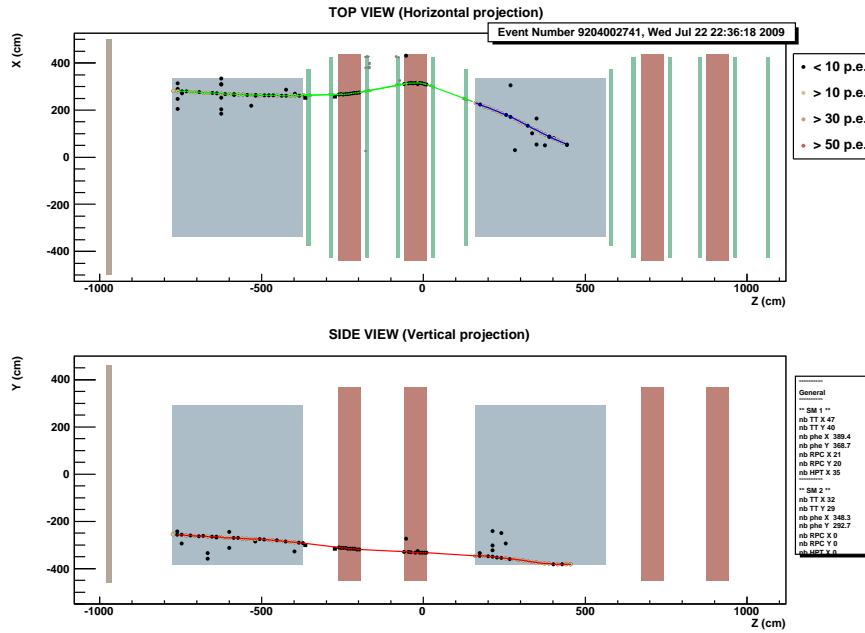 TOP VIEW (Horizontal projection)
Event Number 9204002741, Wed Jul 22 22:36:18 2009
X (cm)
400
200
0
-200
-400
-1000
-500
0
500
1000
Z (cm)
< 10 p.e.
> 10 p.e.
> 30 p.e.
> 50 p.e.
SIDE VIEW (Vertical projection)
Y (cm)
400
200
0
-200
-400
-1000
-500
0
500
1000
Z (cm)
----------
General
----------
** SM 1 **
nb TT X 47
nb TT Y 40
nb phe X 389.4
nb phe Y 368.7
nb RPC X 21
nb RPC Y 20
nb HPT X 35
----------
** SM 2 **
nb TT X 32
nb TT Y 29
nb phe X 348.3
nb phe Y 292.7
nb RPC X 0
nb RPC Y 0
nb HPT X 0